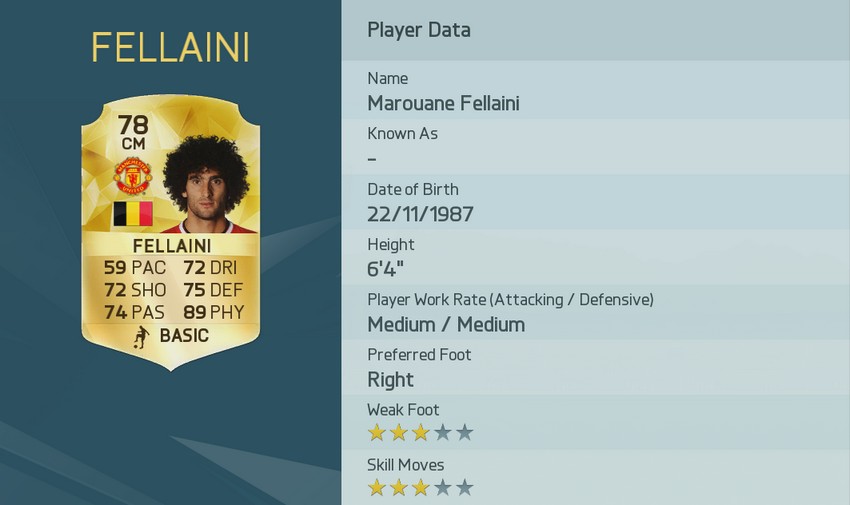 FELLAINI
78
CM
MANCHESTER
UNITED
FELLAINI
59 PAC 72 DRI
72 SHO 75 DEF
74 PAS 89 PHY
BASIC
Player Data
Name
Marouane Fellaini
Known As
–
Date of Birth
22/11/1987
Height
6'4"
Player Work Rate (Attacking / Defensive)
Medium / Medium
Preferred Foot
Right
Weak Foot
Skill Moves